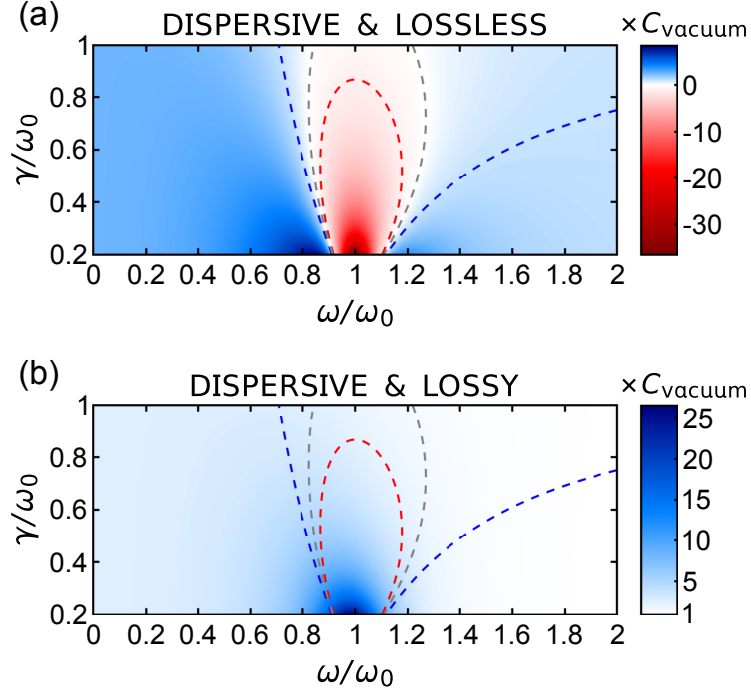 (a)
DISPERSIVE & LOSSLESS
× Cvacuum
1
0.8
0.6
0.4
0.2
γ/ω0
0 0.2 0.4 0.6 0.8 1 1.2 1.4 1.6 1.8 2
ω/ω0
0
-10
-20
-30
(b)
DISPERSIVE & LOSSY
× Cvacuum
1
0.8
0.6
0.4
0.2
γ/ω0
0 0.2 0.4 0.6 0.8 1 1.2 1.4 1.6 1.8 2
ω/ω0
25
20
15
10
5
1